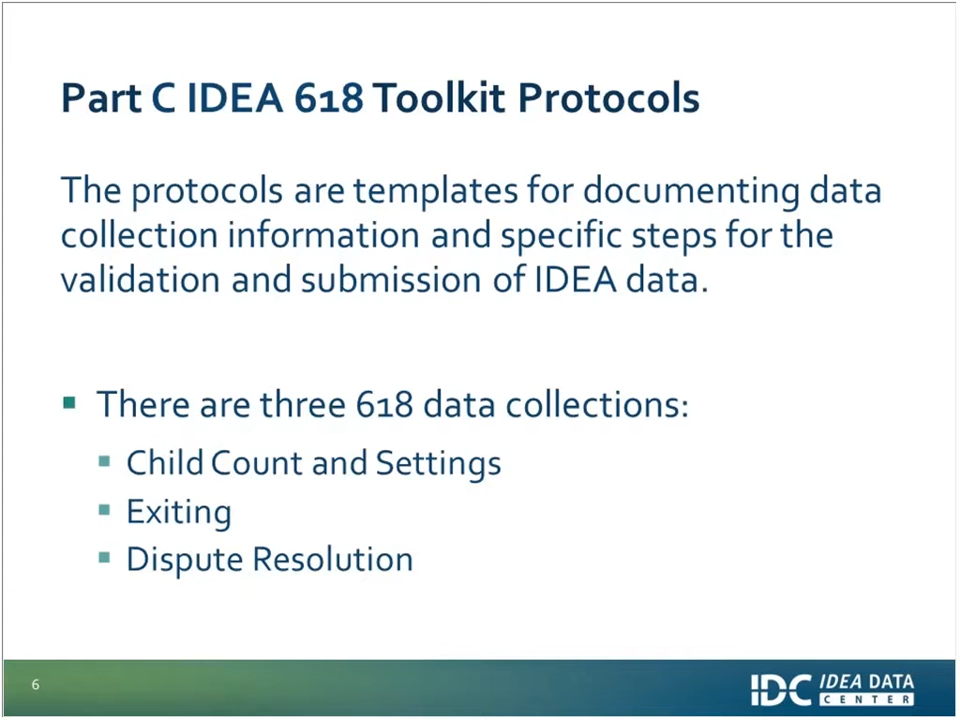 Part C IDEA 618 Toolkit Protocols
The protocols are templates for documenting data
collection information and specific steps for the
validation and submission of IDEA data.
There are three 618 data collections:
Child Count and Settings
Exiting
Dispute Resolution
6
IDC IDEA DATA
CENTER